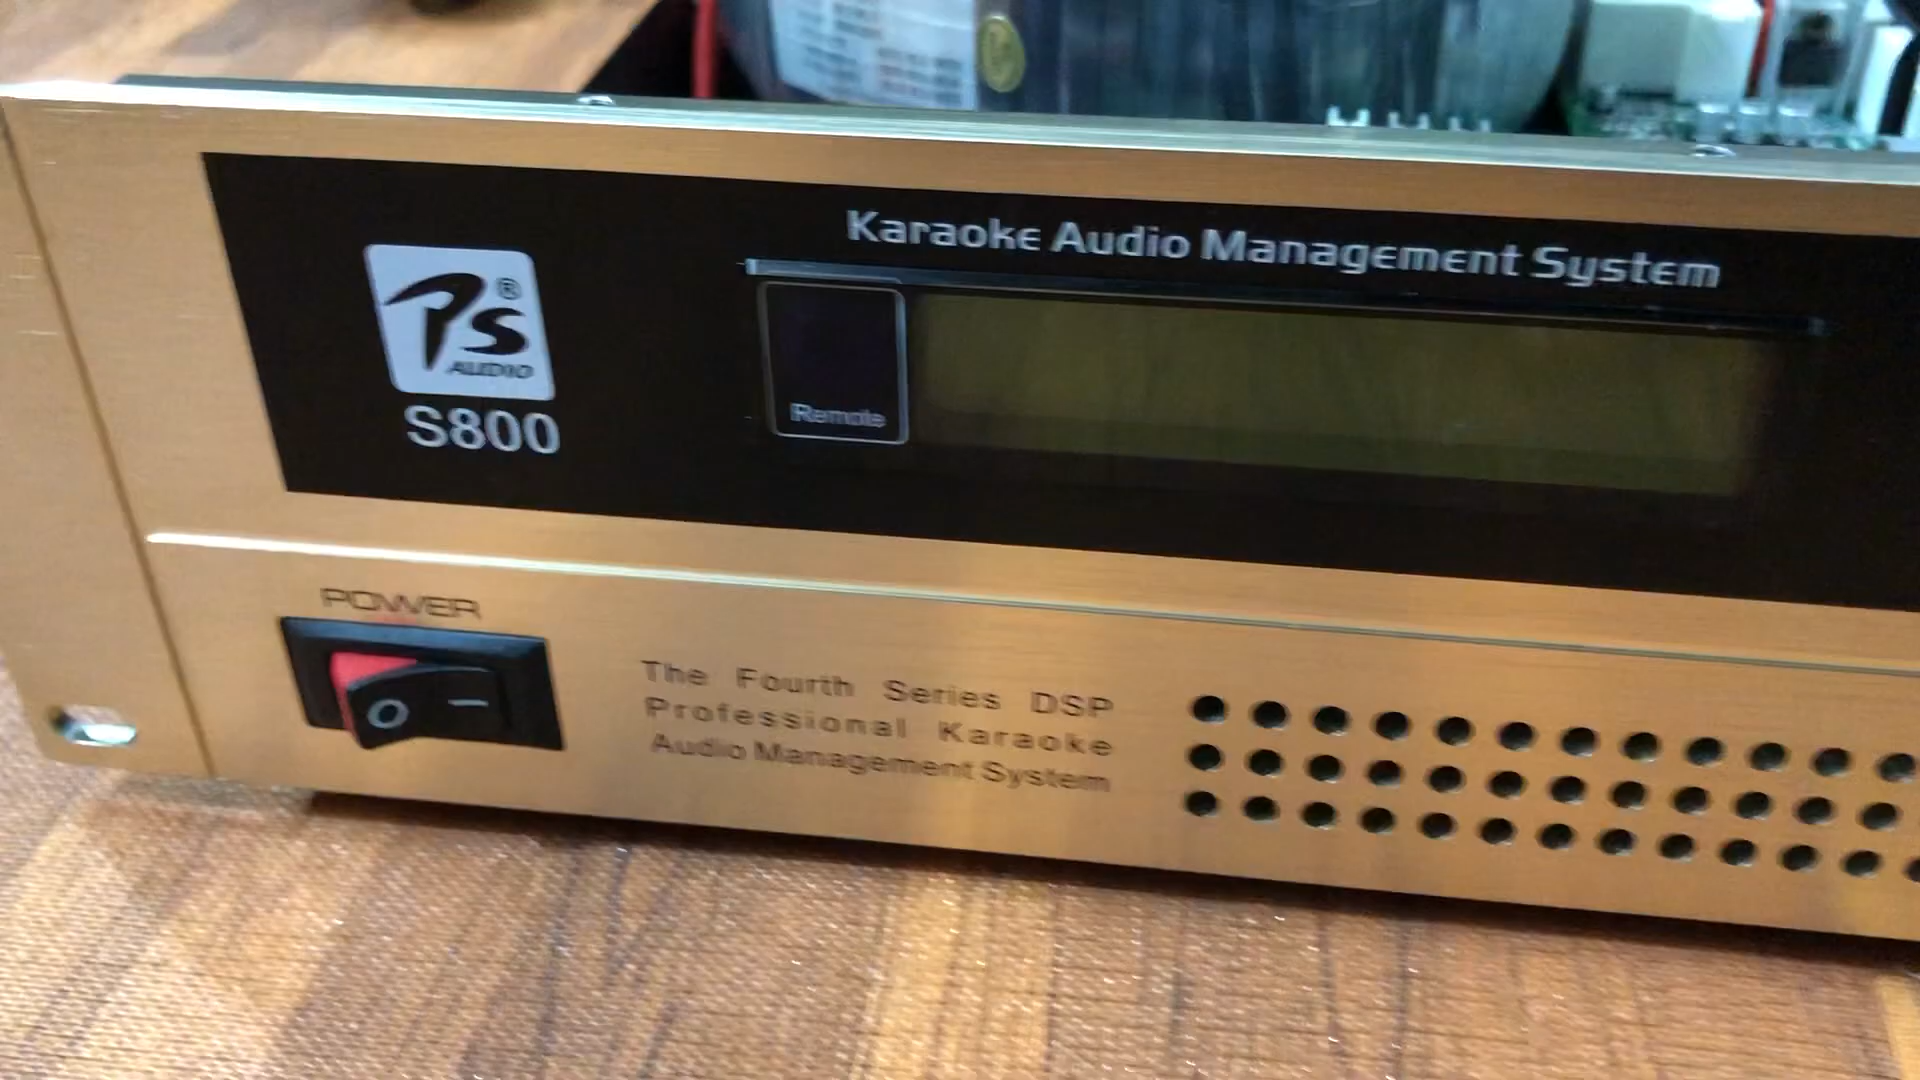 Karaoke Audio Management System
PS®
AUDIO
S800
Remote
POWER
The Fourth Series DSP
Professional Karaoke
Audio Management System